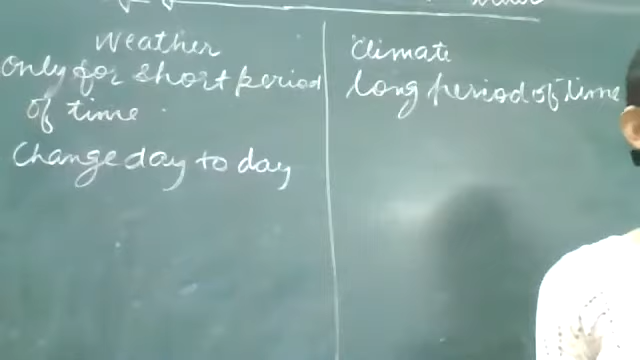 Weather
only for short period
of time
Change day to day
Climate
long period of time